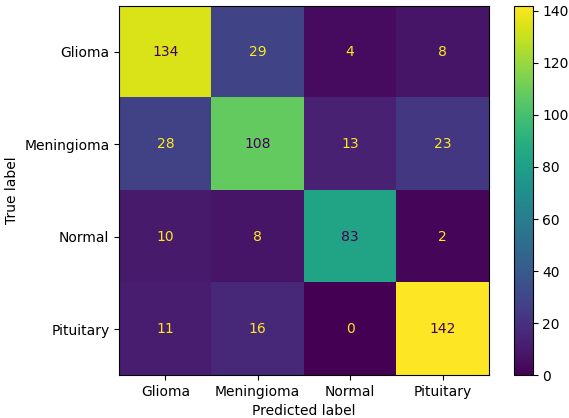 140
Glioma 134 29 4 8
120
100
Meningioma 28 108 13 23
80
True label
60
Normal 10 8 83 2
40
Pituitary 11 16 0 142
20
0
Glioma Meningioma Normal Pituitary
Predicted label